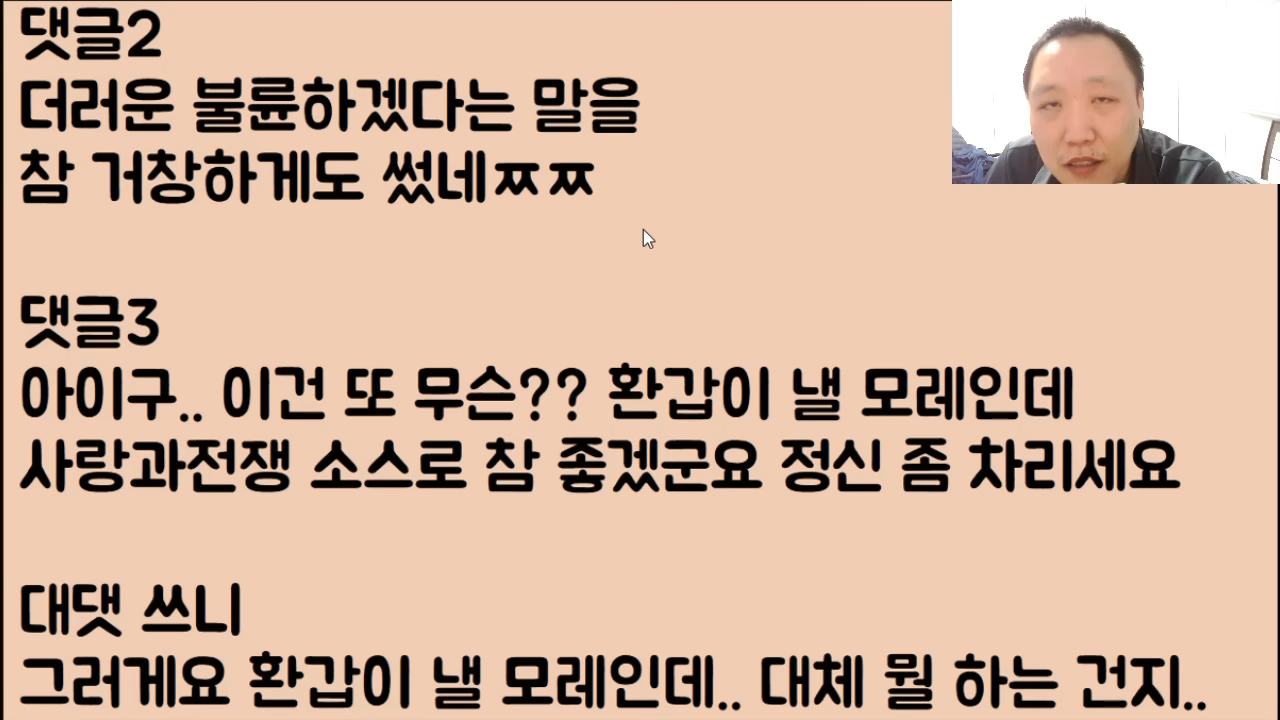 댓글2
더러운 불륜하겠다는 말을
참 거창하게도 썼네ㅉㅉ
댓글3
아이구.. 이건 또 무슨?? 환갑이 낼 모레인데
사랑과전쟁 소스로 참 좋겠군요 정신 좀 차리세요
대댓 쓰니
그러게요 환갑이 낼 모레인데.. 대체 뭘 하는 건지..